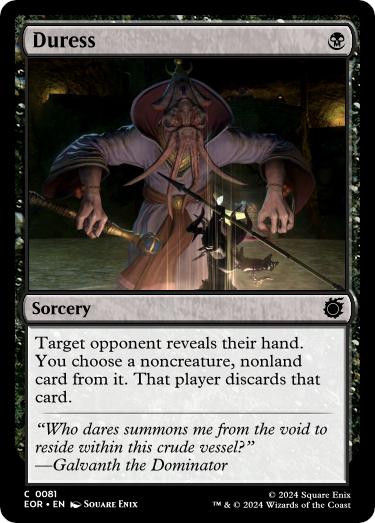 Duress
Sorcery
Target opponent reveals their hand.
You choose a noncreature, nonland
card from it. That player discards that
card.
“Who dares summons me from the void to
reside within this crude vessel?”
—Galvanth the Dominator
C 0081
EOR • EN Square Enix
© 2024 Square Enix
™ & © 2024 Wizards of the Coast